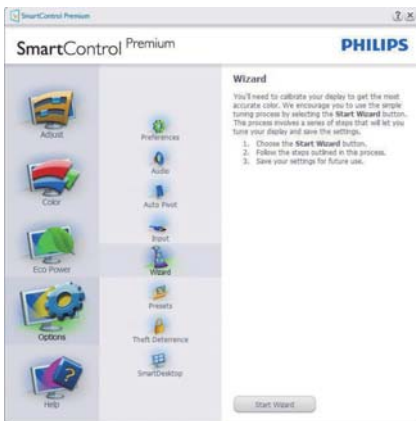 SmartControl Premium
SmartControl Premium
PHILIPS
Adjust
Color
Eco Power
Options
Help
Preferences
Audio
Auto Pivot
Input
Wizard
Presets
Theft Deterrence
SmartDesktop
Wizard
You'll need to calibrate your display to get the most
accurate color. We encourage you to use the simple
tuning process by selecting the Start Wizard button.
This process involves a series of steps that will let you
tune your display and save the settings.
1. Choose the Start Wizard button.
2. Follow the steps outlined in this process.
3. Save your settings for future use.
Start Wizard